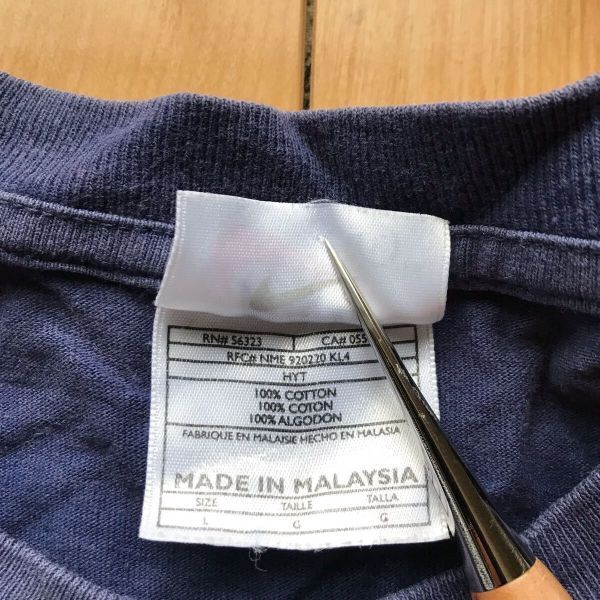 RN# 56323 CA# 055
RFC# NME 920220 KL4
HYT
100% COTTON
100% COTON
100% ALGODON
FABRIQUE EN MALAISIE HECHO EN MALASIA
MADE IN MALAYSIA
SIZE TAILLE TALLA
L G G